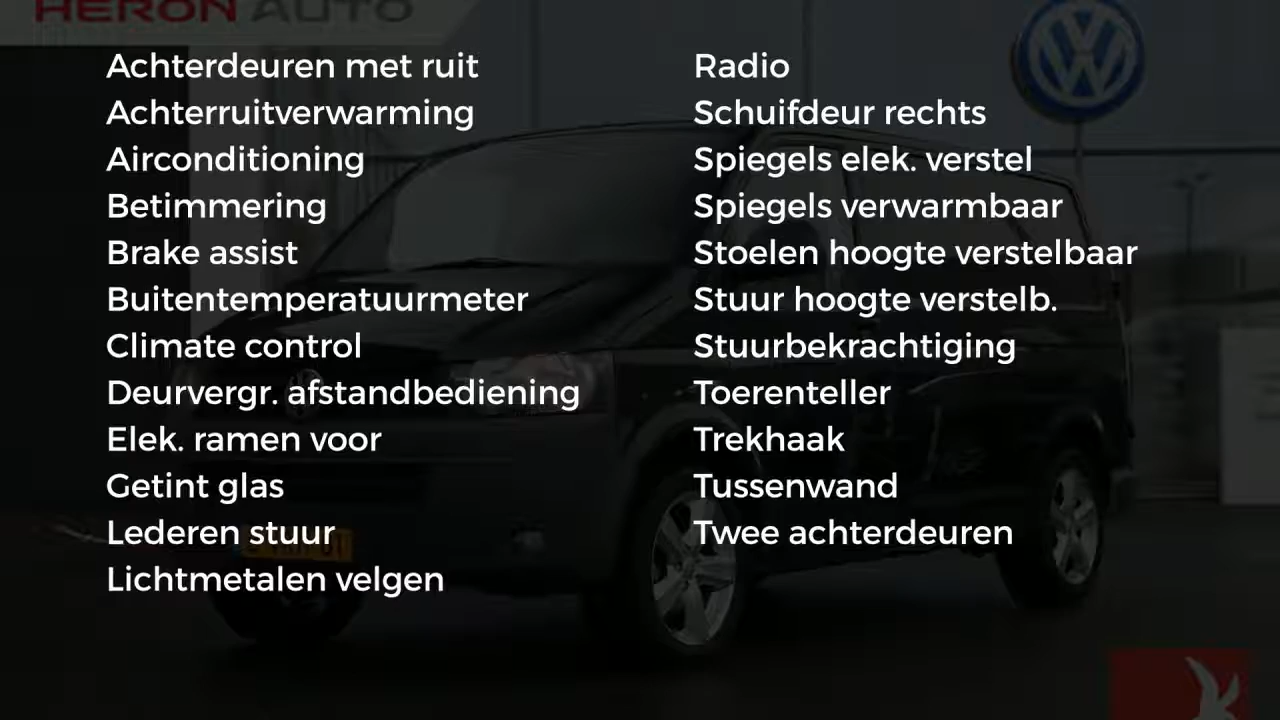 HERON AUTO
Achterdeuren met ruit
Achterruitverwarming
Airconditioning
Betimmering
Brake assist
Buitentemperatuurmeter
Climate control
Deurvergr. afstandbediening
Elek. ramen voor
Getint glas
Lederen stuur
Lichtmetalen velgen
Radio
Schuifdeur rechts
Spiegels elek. verstel
Spiegels verwarmbaar
Stoelen hoogte verstelbaar
Stuur hoogte verstelb.
Stuurbekrachtiging
Toerenteller
Trekhaak
Tussenwand
Twee achterdeuren